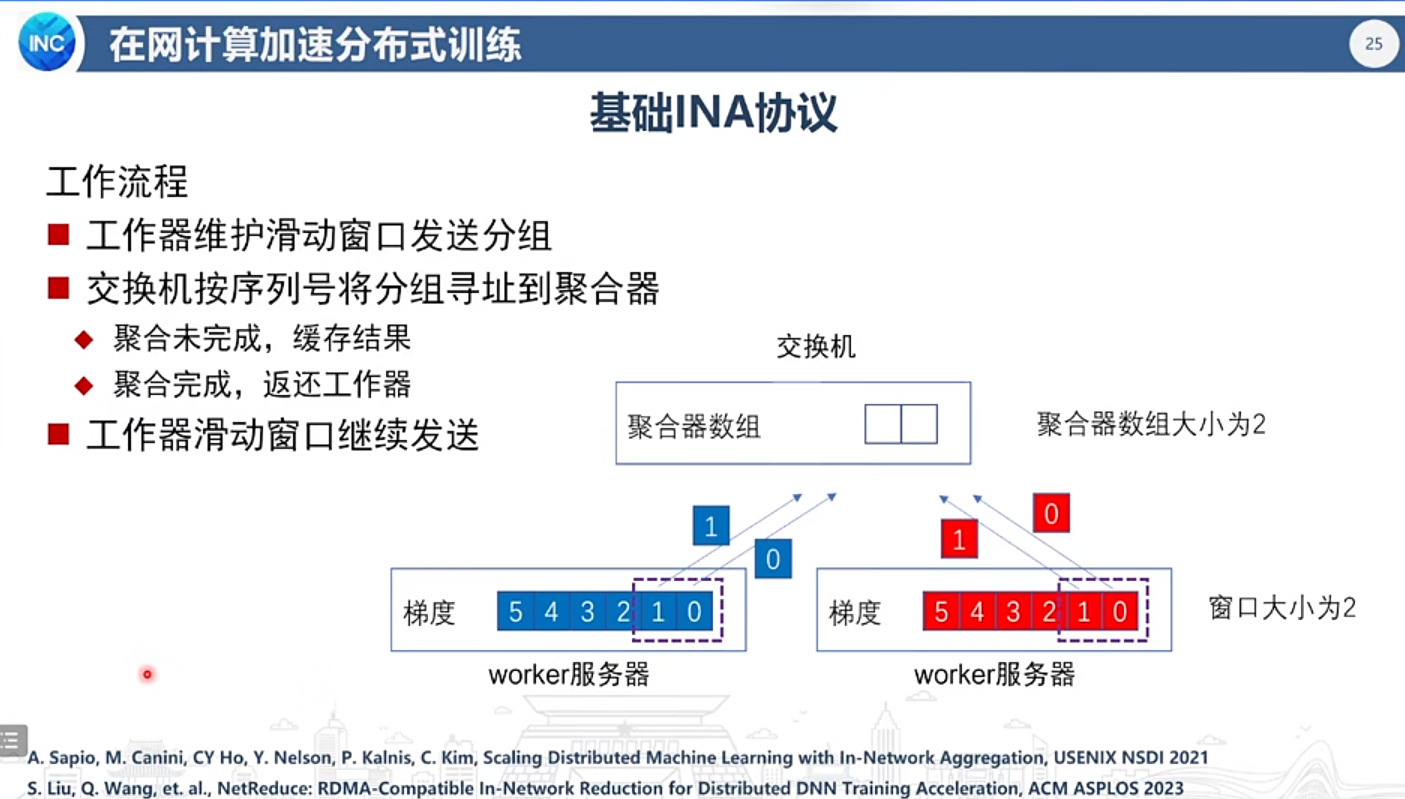 INC
在网计算加速分布式训练
25
基础INA协议
工作流程
工作器维护滑动窗口发送分组
交换机按序列号将分组寻址到聚合器
聚合未完成，缓存结果
聚合完成，返还工作器
工作器滑动窗口继续发送
交换机
聚合器数组
聚合器数组大小为2
1
0
1
0
梯度 5 4 3 2 1 0
梯度 5 4 3 2 1 0
窗口大小为2
worker服务器
worker服务器
A. Sapio, M. Canini, CY Ho, Y. Nelson, P. Kalnis, C. Kim, Scaling Distributed Machine Learning with In-Network Aggregation, USENIX NSDI 2021
S. Liu, Q. Wang, et. al., NetReduce: RDMA-Compatible In-Network Reduction for Distributed DNN Training Acceleration, ACM ASPLOS 2023